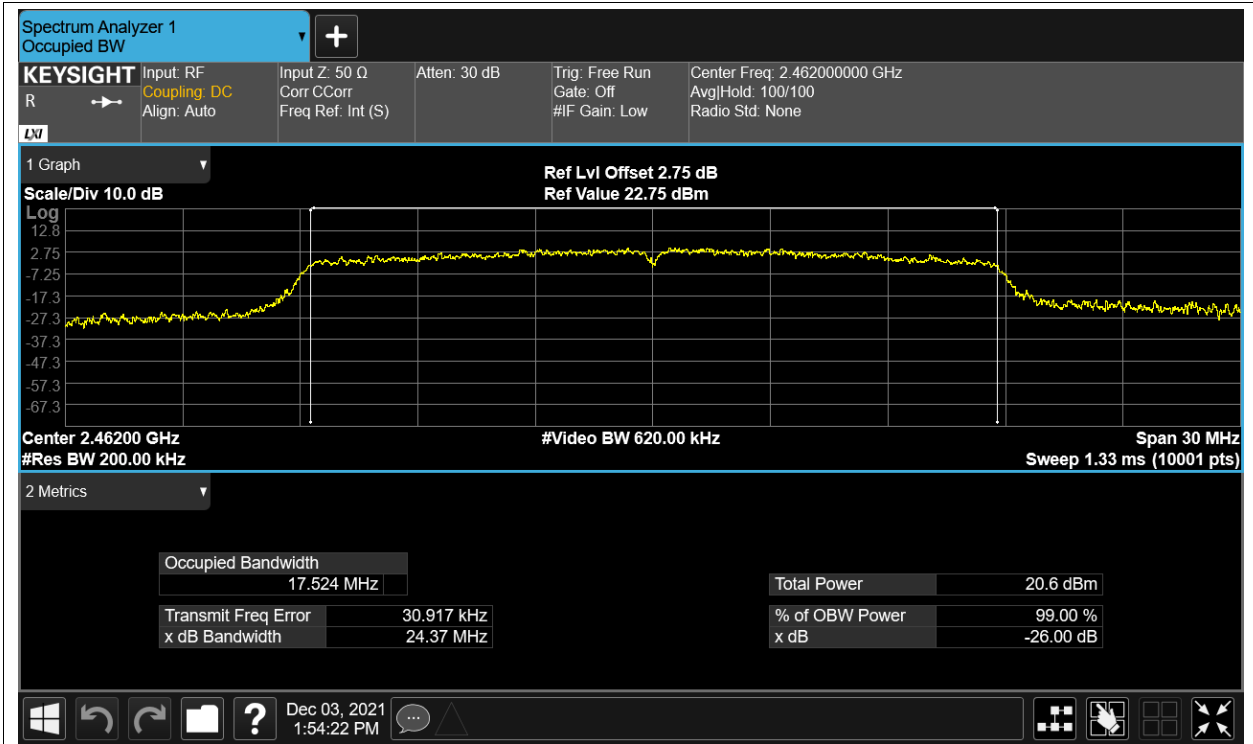 Spectrum Analyzer 1
Occupied BW
▼
+
KEYSIGHT
R
LXI
Input: RF
Coupling: DC
Align: Auto
Input Z: 50 Ω
Corr CCorr
Freq Ref: Int (S)
Atten: 30 dB
Trig: Free Run
Gate: Off
#IF Gain: Low
Center Freq: 2.462000000 GHz
Avg|Hold: 100/100
Radio Std: None
1 Graph ▼
Scale/Div 10.0 dB
Ref Lvl Offset 2.75 dB
Ref Value 22.75 dBm
Log
12.8
2.75
-7.25
-17.3
-27.3
-37.3
-47.3
-57.3
-67.3
Center 2.46200 GHz
#Video BW 620.00 kHz
Span 30 MHz
#Res BW 200.00 kHz
Sweep 1.33 ms (10001 pts)
2 Metrics ▼
Occupied Bandwidth
17.524 MHz
Total Power 20.6 dBm
Transmit Freq Error 30.917 kHz
% of OBW Power 99.00 %
x dB Bandwidth 24.37 MHz
x dB -26.00 dB
?
Dec 03, 2021
1:54:22 PM